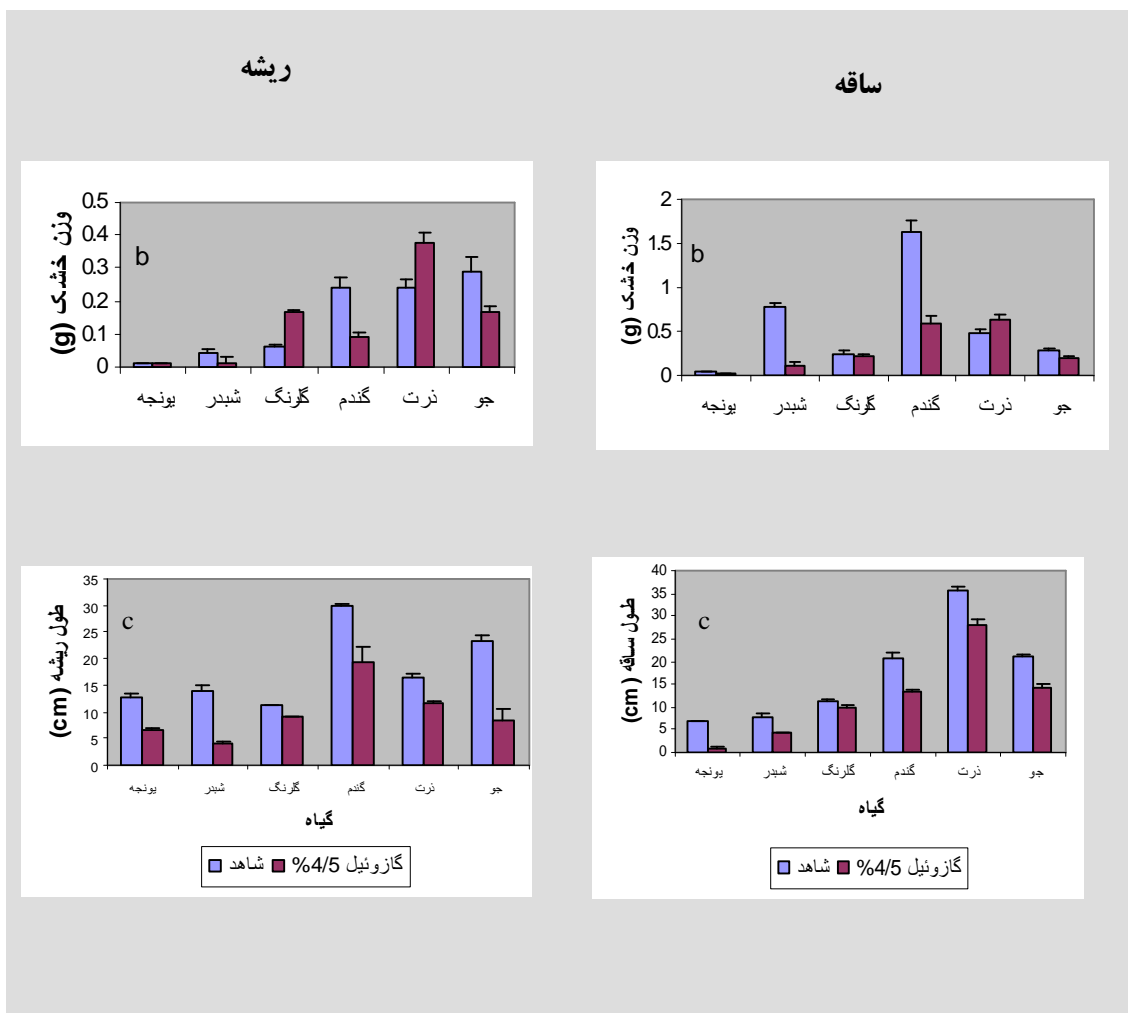 ریشه
ساقه
وزن خشک (g)
b
0.5
0.4
0.3
0.2
0.1
0
یونجه شبدر گلرنگ گندم ذرت جو
وزن خشک (g)
b
2
1.5
1
0.5
0
یونجه شبدر گلرنگ گندم ذرت جو
طول ریشه (cm)
c
35
30
25
20
15
10
5
0
یونجه شبدر گلرنگ گندم ذرت جو
گیاه
شاهد گازوئیل 4/5%
طول ساقه (cm)
c
40
35
30
25
20
15
10
5
0
یونجه شبدر گلرنگ گندم ذرت جو
گیاه
شاهد گازوئیل 4/5%